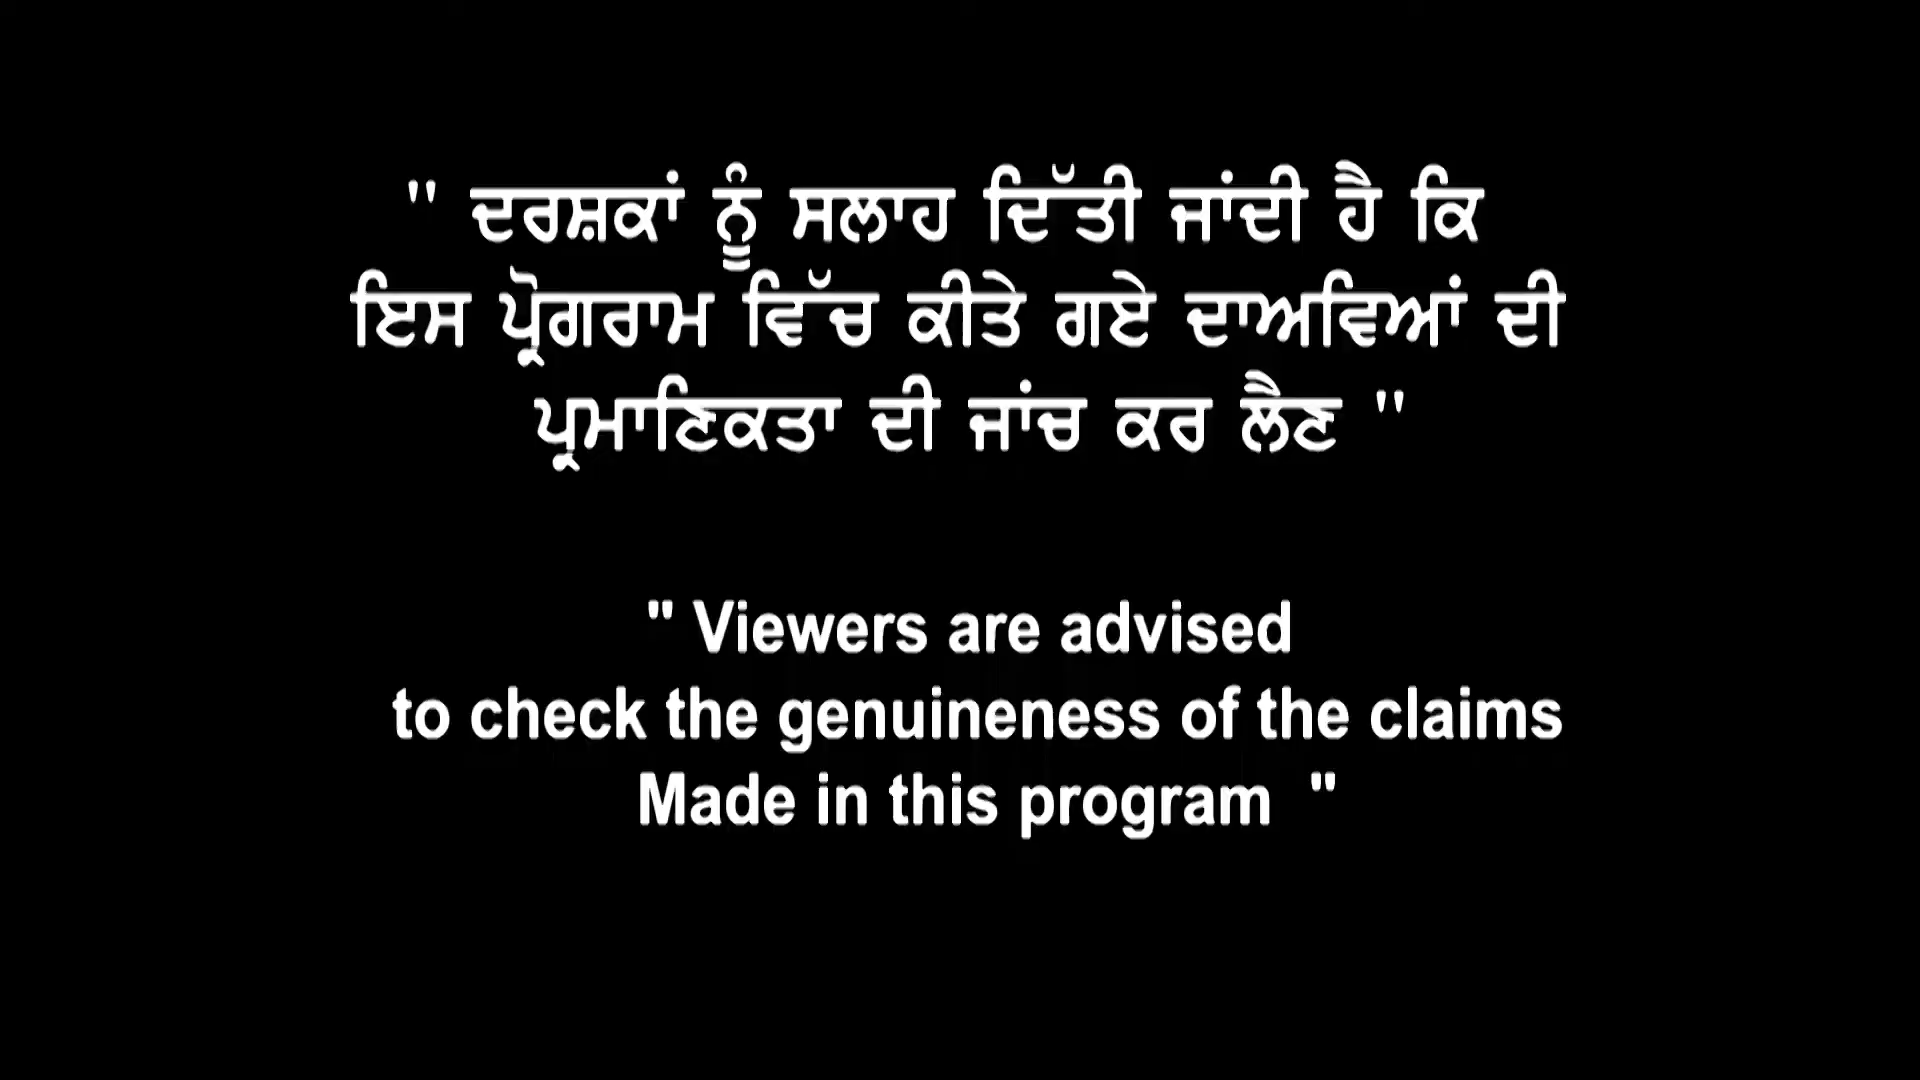 " ਦਰਸ਼ਕਾਂ ਨੂੰ ਸਲਾਹ ਦਿੱਤੀ ਜਾਂਦੀ ਹੈ ਕਿ
ਇਸ ਪ੍ਰੋਗਰਾਮ ਵਿੱਚ ਕੀਤੇ ਗਏ ਦਾਅਵਿਆਂ ਦੀ
ਪ੍ਰਮਾਣਿਕਤਾ ਦੀ ਜਾਂਚ ਕਰ ਲੈਣ "
" Viewers are advised
to check the genuineness of the claims
Made in this program "